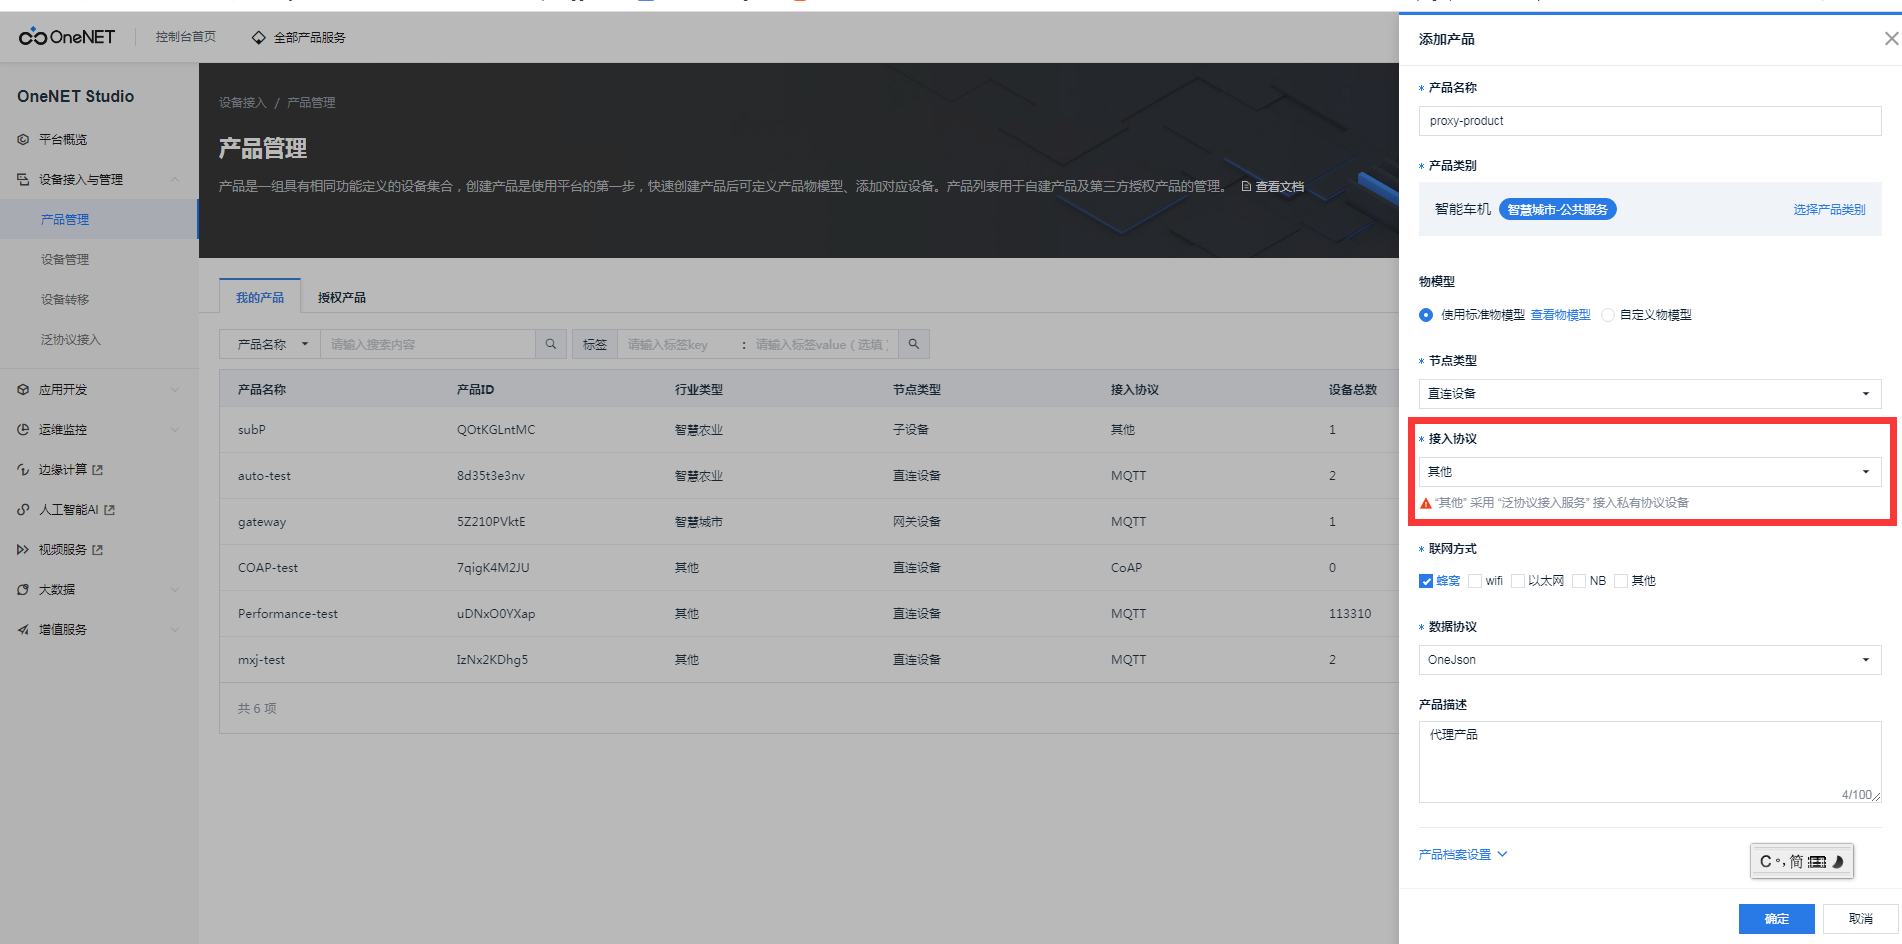 OneNET
控制台首页
全部产品服务
OneNET Studio
平台概览
设备接入与管理
产品管理
设备管理
设备转移
泛协议接入
应用开发
运维监控
边缘计算
人工智能AI
视频服务
大数据
增值服务
设备接入 / 产品管理
产品管理
产品是一组具有相同功能定义的设备集合，创建产品是使用平台的第一步，快速创建产品后可定义产品物模型、添加对应设备。产品列表用于自建产品及第三方授权产品的管理。 查看文档
我的产品 授权产品
产品名称 请输入搜索内容 标签 请输入标签key : 请输入标签value（选填）
产品名称 产品ID 行业类型 节点类型 接入协议 设备总数
subP QOtKGLntMC 智慧农业 子设备 其他 1
auto-test 8d35t3e3nv 智慧农业 直连设备 MQTT 2
gateway 5Z210PVktE 智慧城市 网关设备 MQTT 1
COAP-test 7qigK4M2JU 其他 直连设备 CoAP 0
Performance-test uDNxO0YXap 其他 直连设备 MQTT 113310
mxj-test IzNx2KDhg5 其他 直连设备 MQTT 2
共 6 项
添加产品
* 产品名称
proxy-product
* 产品类别
智能车机 智慧城市-公共服务 选择产品类别
物模型
使用标准物模型 查看物模型 自定义物模型
* 节点类型
直连设备
* 接入协议
其他
“其他” 采用 “泛协议接入服务” 接入私有协议设备
* 联网方式
蜂窝 wifi 以太网 NB 其他
* 数据协议
OneJson
产品描述
代理产品
4/100
产品档案设置
C °, 简
确定 取消